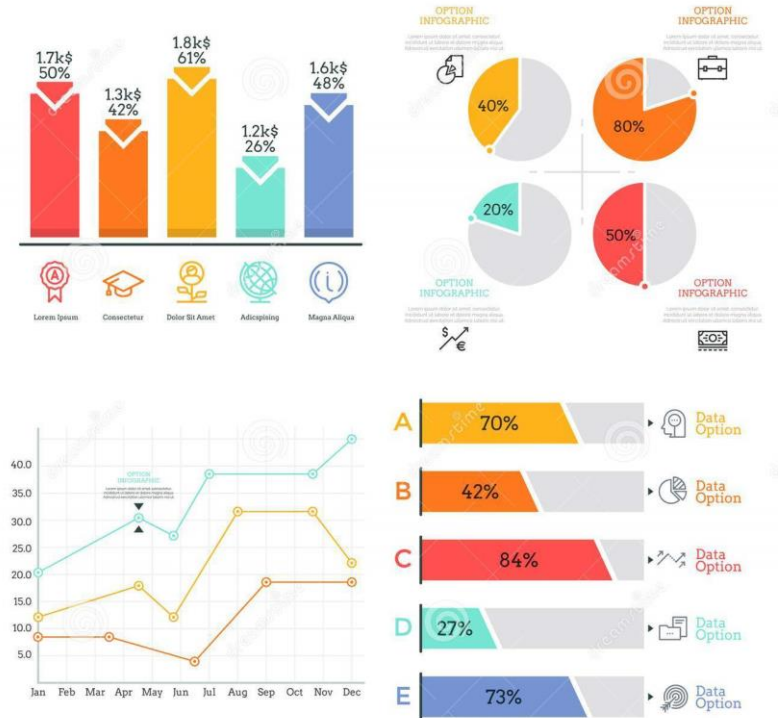 1.7k$
50%
1.3k$
42%
1.8k$
61%
1.2k$
26%
1.6k$
48%
A
i
Lorem Ipsum
Consectetur
Dolor Sit Amet
Adicspising
Magna Aliqua
OPTION
INFOGRAPHIC
40%
OPTION
INFOGRAPHIC
80%
20%
OPTION
INFOGRAPHIC
$
€
50%
OPTION
INFOGRAPHIC
40.0
35.0
30.0
25.0
20.0
15.0
10.0
5.0
OPTION
INFOGRAPHIC
Jan Feb Mar Apr May Jun Jul Aug Sep Oct Nov Dec
A 70% Data
Option
B 42% Data
Option
C 84% Data
Option
D 27% Data
Option
E 73% Data
Option
dreamstime